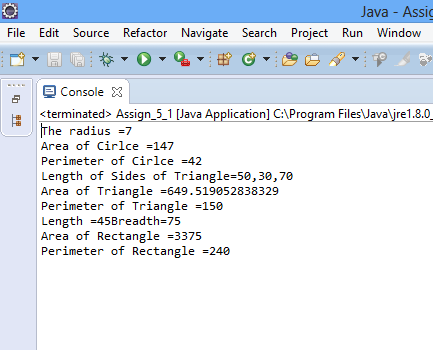 Java - Assig
File Edit Source Refactor Navigate Search Project Run Window
Console
<terminated> Assign_5_1 [Java Application] C:\Program Files\Java\jre1.8.0_
The radius =7
Area of Cirlce =147
Perimeter of Cirlce =42
Length of Sides of Triangle=50,30,70
Area of Triangle =649.519052838329
Perimeter of Triangle =150
Length =45Breadth=75
Area of Rectangle =3375
Perimeter of Rectangle =240